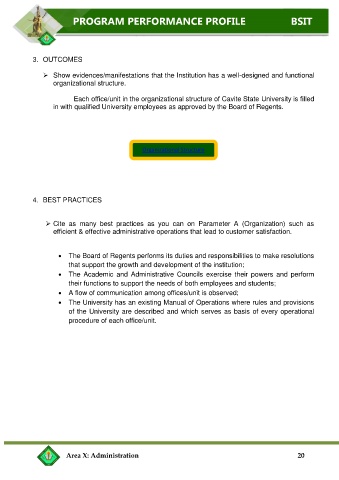 PROGRAM PERFORMANCE PROFILE BSIT
3. OUTCOMES
➢ Show evidences/manifestations that the Institution has a well-designed and functional
organizational structure.
Each office/unit in the organizational structure of Cavite State University is filled
in with qualified University employees as approved by the Board of Regents.
4. BEST PRACTICES
➢ Cite as many best practices as you can on Parameter A (Organization) such as
efficient & effective administrative operations that lead to customer satisfaction.
• The Board of Regents performs its duties and responsibilities to make resolutions
that support the growth and development of the institution;
• The Academic and Administrative Councils exercise their powers and perform
their functions to support the needs of both employees and students;
• A flow of communication among offices/unit is observed;
• The University has an existing Manual of Operations where rules and provisions
of the University are described and which serves as basis of every operational
procedure of each office/unit.
Area X: Administration 20